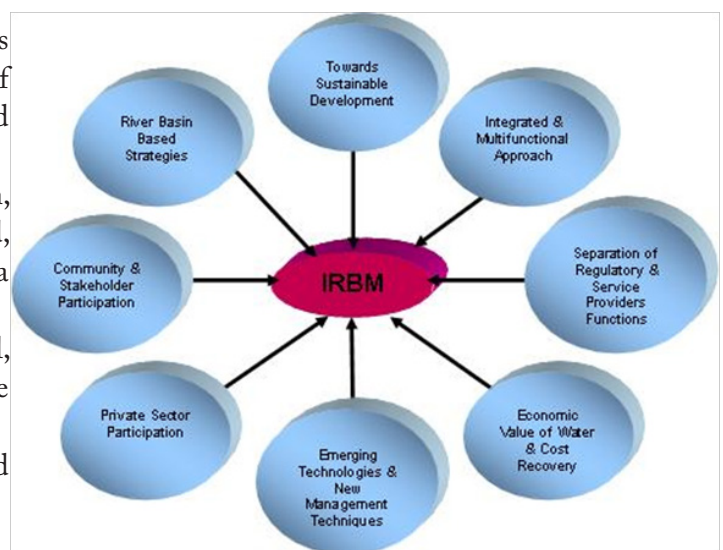 s
f
d
,
,
a
,
e
d
Towards
Sustainable
Development
River Basin
Based
Strategies
Integrated &
Multifunctional
Approach
Community &
Stakeholder
Participation
IRBM
Separation of
Regulatory &
Service
Providers
Functions
Private Sector
Participation
Emerging
Technologies &
New
Management
Techniques
Economic
Value of Water
& Cost
Recovery